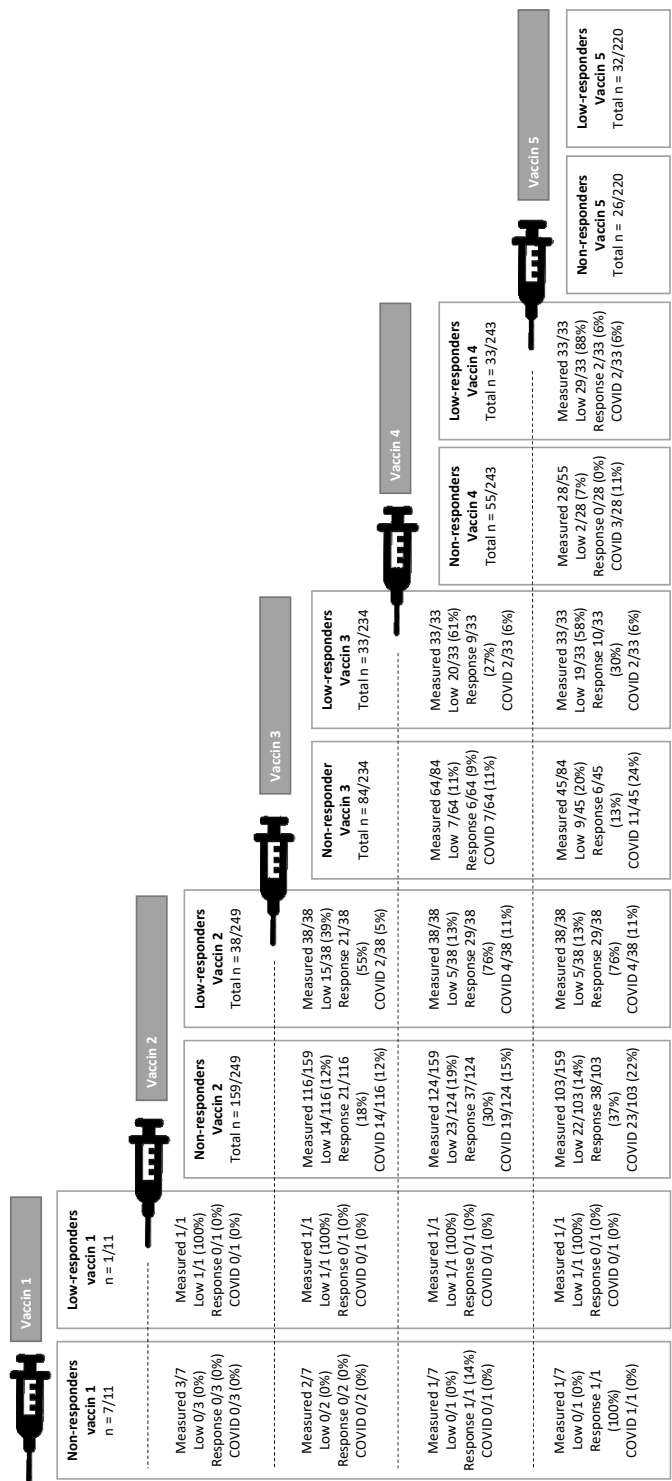 Vaccin 1
Non-responders
vaccin 1
n = 7/11
Measured 3/7
Low 0/3 (0%)
Response 0/3 (0%)
COVID 0/3 (0%)
Measured 2/7
Low 0/2 (0%)
Response 0/2 (0%)
COVID 0/2 (0%)
Measured 1/7
Low 0/1 (0%)
Response 1/1 (14%)
COVID 0/1 (0%)
Measured 1/7
Low 0/1 (0%)
Response 1/1
(100%)
COVID 1/1 (0%)
Low-responders
vaccin 1
n = 1/11
Measured 1/1
Low 1/1 (100%)
Response 0/1 (0%)
COVID 0/1 (0%)
Measured 1/1
Low 1/1 (100%)
Response 0/1 (0%)
COVID 0/1 (0%)
Measured 1/1
Low 1/1 (100%)
Response 0/1 (0%)
COVID 0/1 (0%)
Measured 1/1
Low 1/1 (100%)
Response 0/1 (0%)
COVID 0/1 (0%)
Vaccin 2
Non-responders
Vaccin 2
Total n = 159/249
Measured 116/159
Low 14/116 (12%)
Response 21/116
(18%)
COVID 14/116 (12%)
Measured 124/159
Low 23/124 (19%)
Response 37/124
(30%)
COVID 19/124 (15%)
Measured 103/159
Low 22/103 (14%)
Response 38/103
(37%)
COVID 23/103 (22%)
Low-responders
Vaccin 2
Total n = 38/249
Measured 38/38
Low 15/38 (39%)
Response 21/38
(55%)
COVID 2/38 (5%)
Measured 38/38
Low 5/38 (13%)
Response 29/38
(76%)
COVID 4/38 (11%)
Measured 38/38
Low 5/38 (13%)
Response 29/38
(76%)
COVID 4/38 (11%)
Vaccin 3
Non-responder
Vaccin 3
Total n = 84/234
Measured 64/84
Low 7/64 (11%)
Response 6/64 (9%)
COVID 7/64 (11%)
Measured 45/84
Low 9/45 (20%)
Response 6/45
(13%)
COVID 11/45 (24%)
Low-responders
Vaccin 3
Total n = 33/234
Measured 33/33
Low 20/33 (61%)
Response 9/33
(27%)
COVID 2/33 (6%)
Measured 33/33
Low 19/33 (58%)
Response 10/33
(30%)
COVID 2/33 (6%)
Vaccin 4
Non-responders
Vaccin 4
Total n = 55/243
Measured 28/55
Low 2/28 (7%)
Response 0/28 (0%)
COVID 3/28 (11%)
Low-responders
Vaccin 4
Total n = 33/243
Measured 33/33
Low 29/33 (88%)
Response 2/33 (6%)
COVID 2/33 (6%)
Vaccin 5
Non-responders
Vaccin 5
Total n = 26/220
Low-responders
Vaccin 5
Total n = 32/220